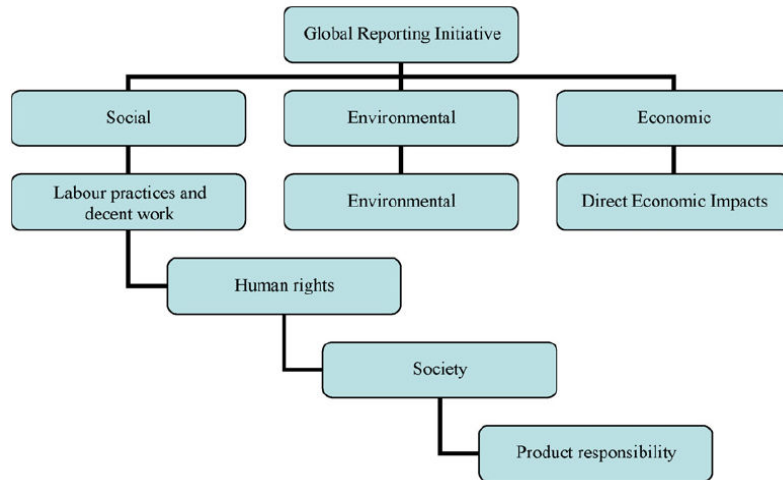 Global Reporting Initiative
Social
Environmental
Economic
Labour practices and
decent work
Environmental
Direct Economic Impacts
Human rights
Society
Product responsibility